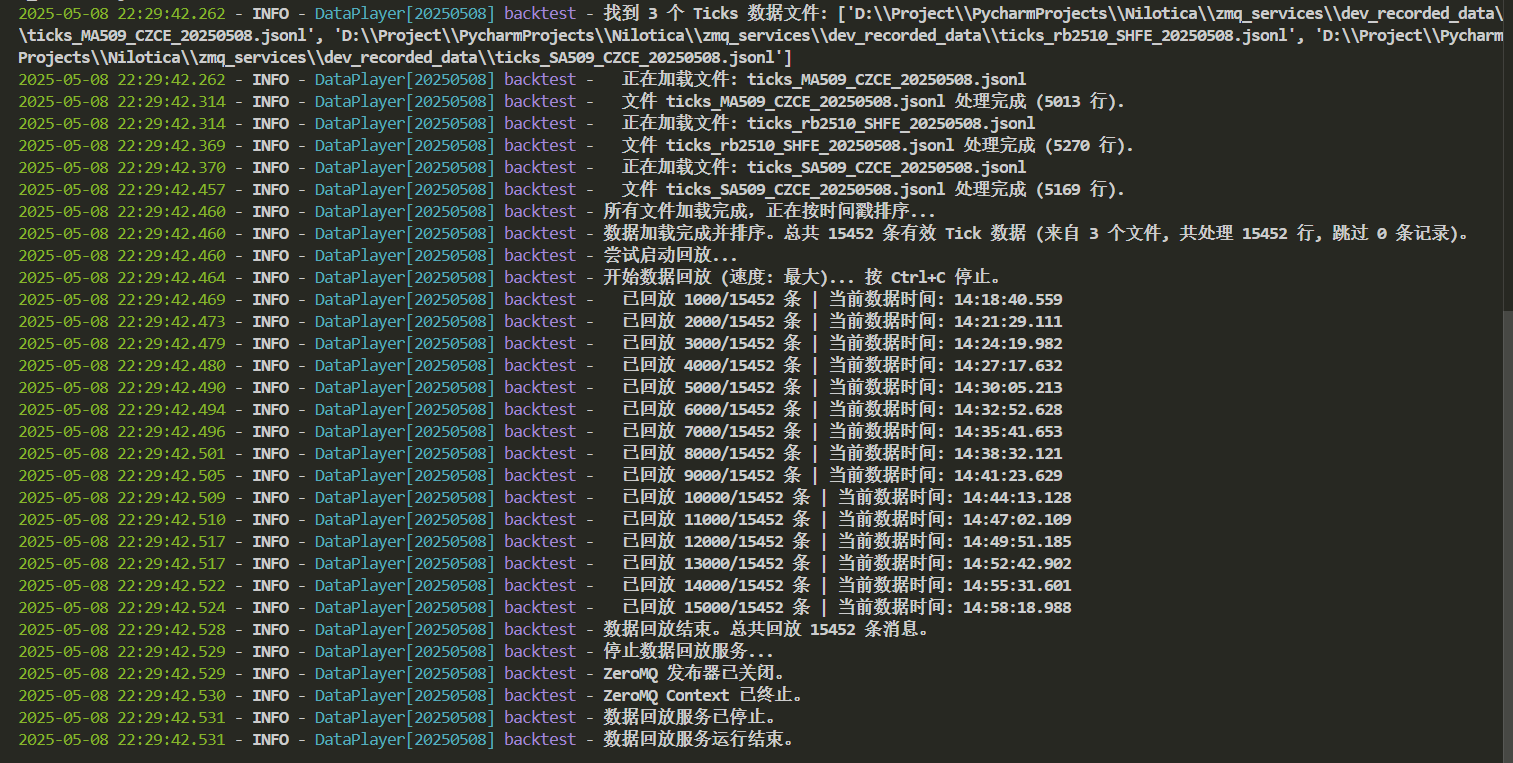 2025-05-08 22:29:42.262 - INFO - DataPlayer[20250508] backtest - 找到 3 个 Ticks 数据文件: ['D:\\Project\\PycharmProjects\\Nilotica\\zmq_services\\dev_recorded_data\
\ticks_MA509_CZCE_20250508.jsonl', 'D:\\Project\\PycharmProjects\\Nilotica\\zmq_services\\dev_recorded_data\\ticks_rb2510_SHFE_20250508.jsonl', 'D:\\Project\\Pycharm
Projects\\Nilotica\\zmq_services\\dev_recorded_data\\ticks_SA509_CZCE_20250508.jsonl']
2025-05-08 22:29:42.262 - INFO - DataPlayer[20250508] backtest -   正在加载文件: ticks_MA509_CZCE_20250508.jsonl
2025-05-08 22:29:42.314 - INFO - DataPlayer[20250508] backtest -   文件 ticks_MA509_CZCE_20250508.jsonl 处理完成 (5013 行).
2025-05-08 22:29:42.314 - INFO - DataPlayer[20250508] backtest -   正在加载文件: ticks_rb2510_SHFE_20250508.jsonl
2025-05-08 22:29:42.369 - INFO - DataPlayer[20250508] backtest -   文件 ticks_rb2510_SHFE_20250508.jsonl 处理完成 (5270 行).
2025-05-08 22:29:42.370 - INFO - DataPlayer[20250508] backtest -   正在加载文件: ticks_SA509_CZCE_20250508.jsonl
2025-05-08 22:29:42.457 - INFO - DataPlayer[20250508] backtest -   文件 ticks_SA509_CZCE_20250508.jsonl 处理完成 (5169 行).
2025-05-08 22:29:42.460 - INFO - DataPlayer[20250508] backtest - 所有文件加载完成，正在按时间戳排序...
2025-05-08 22:29:42.460 - INFO - DataPlayer[20250508] backtest - 数据加载完成并排序。总共 15452 条有效 Tick 数据 (来自 3 个文件, 共处理 15452 行, 跳过 0 条记录)。
2025-05-08 22:29:42.460 - INFO - DataPlayer[20250508] backtest - 尝试启动回放...
2025-05-08 22:29:42.464 - INFO - DataPlayer[20250508] backtest - 开始数据回放 (速度: 最大)... 按 Ctrl+C 停止。
2025-05-08 22:29:42.469 - INFO - DataPlayer[20250508] backtest -   已回放 1000/15452 条 | 当前数据时间: 14:18:40.559
2025-05-08 22:29:42.473 - INFO - DataPlayer[20250508] backtest -   已回放 2000/15452 条 | 当前数据时间: 14:21:29.111
2025-05-08 22:29:42.479 - INFO - DataPlayer[20250508] backtest -   已回放 3000/15452 条 | 当前数据时间: 14:24:19.982
2025-05-08 22:29:42.480 - INFO - DataPlayer[20250508] backtest -   已回放 4000/15452 条 | 当前数据时间: 14:27:17.632
2025-05-08 22:29:42.490 - INFO - DataPlayer[20250508] backtest -   已回放 5000/15452 条 | 当前数据时间: 14:30:05.213
2025-05-08 22:29:42.494 - INFO - DataPlayer[20250508] backtest -   已回放 6000/15452 条 | 当前数据时间: 14:32:52.628
2025-05-08 22:29:42.496 - INFO - DataPlayer[20250508] backtest -   已回放 7000/15452 条 | 当前数据时间: 14:35:41.653
2025-05-08 22:29:42.501 - INFO - DataPlayer[20250508] backtest -   已回放 8000/15452 条 | 当前数据时间: 14:38:32.121
2025-05-08 22:29:42.505 - INFO - DataPlayer[20250508] backtest -   已回放 9000/15452 条 | 当前数据时间: 14:41:23.629
2025-05-08 22:29:42.509 - INFO - DataPlayer[20250508] backtest -   已回放 10000/15452 条 | 当前数据时间: 14:44:13.128
2025-05-08 22:29:42.510 - INFO - DataPlayer[20250508] backtest -   已回放 11000/15452 条 | 当前数据时间: 14:47:02.109
2025-05-08 22:29:42.517 - INFO - DataPlayer[20250508] backtest -   已回放 12000/15452 条 | 当前数据时间: 14:49:51.185
2025-05-08 22:29:42.517 - INFO - DataPlayer[20250508] backtest -   已回放 13000/15452 条 | 当前数据时间: 14:52:42.902
2025-05-08 22:29:42.522 - INFO - DataPlayer[20250508] backtest -   已回放 14000/15452 条 | 当前数据时间: 14:55:31.601
2025-05-08 22:29:42.524 - INFO - DataPlayer[20250508] backtest -   已回放 15000/15452 条 | 当前数据时间: 14:58:18.988
2025-05-08 22:29:42.528 - INFO - DataPlayer[20250508] backtest - 数据回放结束。总共回放 15452 条消息。
2025-05-08 22:29:42.529 - INFO - DataPlayer[20250508] backtest - 停止数据回放服务...
2025-05-08 22:29:42.529 - INFO - DataPlayer[20250508] backtest - ZeroMQ 发布器已关闭。
2025-05-08 22:29:42.530 - INFO - DataPlayer[20250508] backtest - ZeroMQ Context 已终止。
2025-05-08 22:29:42.531 - INFO - DataPlayer[20250508] backtest - 数据回放服务已停止。
2025-05-08 22:29:42.531 - INFO - DataPlayer[20250508] backtest - 数据回放服务运行结束。